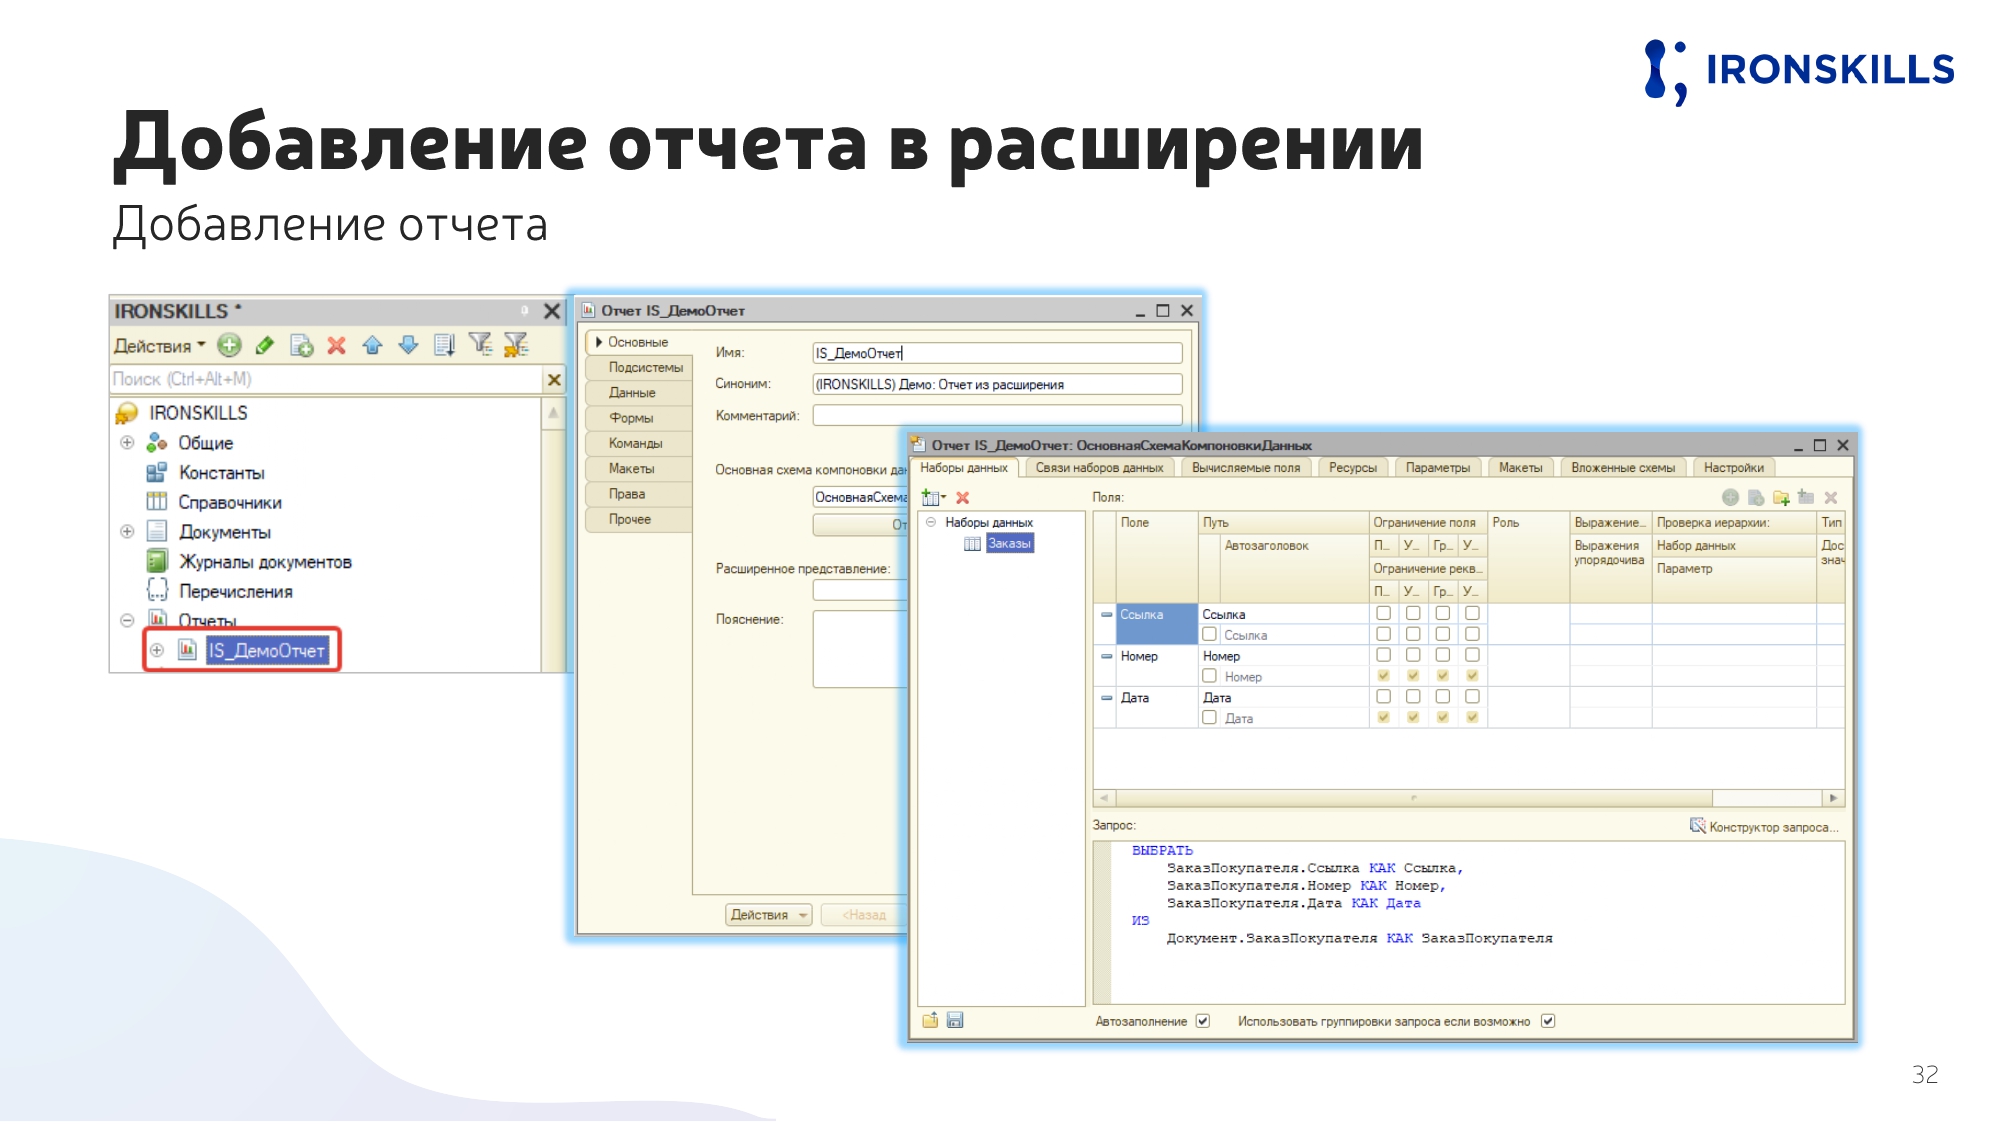 IRONSKILLS
Добавление отчета в расширении
Добавление отчета
IRONSKILLS *
Действия
Поиск (Ctrl+Alt+M)
IRONSKILLS
Общие
Константы
Справочники
Документы
Журналы документов
Перечисления
Отчеты
IS_ДемоОтчет
Отчет IS_ДемоОтчет
Основные
Подсистемы
Данные
Формы
Команды
Макеты
Права
Прочее
Имя: IS_ДемоОтчет
Синоним: (IRONSKILLS) Демо: Отчет из расширения
Комментарий:
Основная схема компоновки да
ОсновнаяСхема
От
Расширенное представление:
Пояснение:
Действия <Назад
Отчет IS_ДемоОтчет: ОсновнаяСхемаКомпоновкиДанных
Наборы данных Связи наборов данных Вычисляемые поля Ресурсы Параметры Макеты Вложенные схемы Настройки
Наборы данных
Заказы
Поля:
Поле Путь Ограничение поля Роль Выражение... Проверка иерархии: Тип
Автозаголовок П... У... Гр... У... Выражения Набор данных Дос
упорядочива знач
Ограничение рекв... Параметр
П... У... Гр... У...
Ссылка Ссылка
Ссылка
Номер Номер
Номер
Дата Дата
Дата
Запрос: Конструктор запроса...
ВЫБРАТЬ
ЗаказПокупателя.Ссылка КАК Ссылка,
ЗаказПокупателя.Номер КАК Номер,
ЗаказПокупателя.Дата КАК Дата
ИЗ
Документ.ЗаказПокупателя КАК ЗаказПокупателя
Автозаполнение Использовать группировки запроса если возможно
32